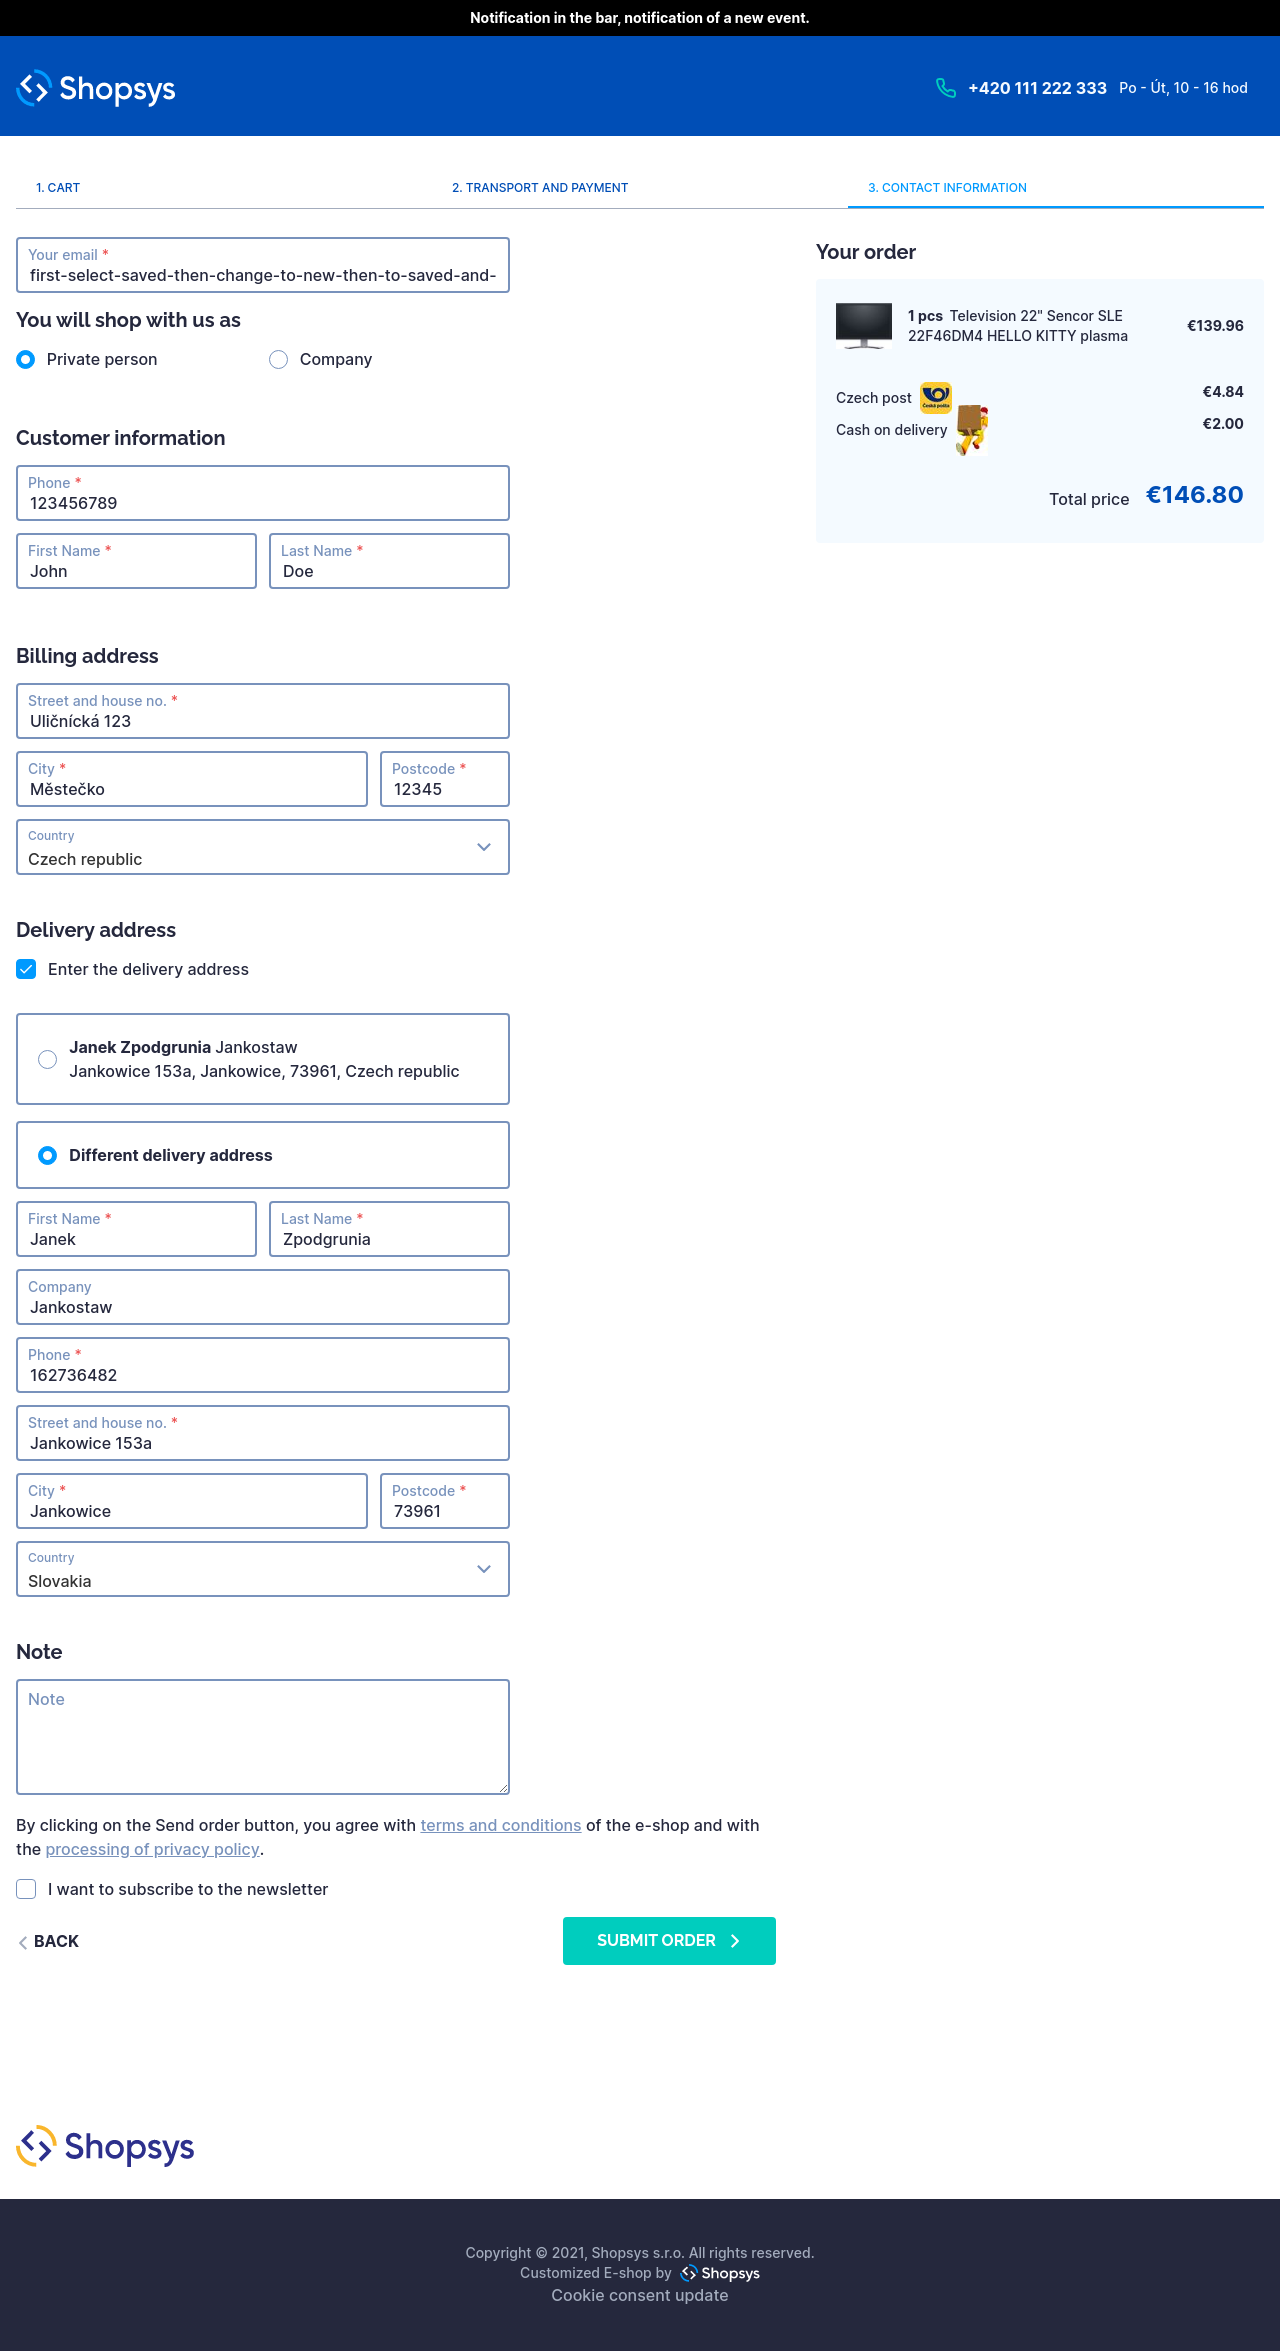 Notification in the bar, notification of a new event.
Shopsys
+420 111 222 333 Po - Út, 10 - 16 hod
1. CART
2. TRANSPORT AND PAYMENT
3. CONTACT INFORMATION
Your email *
first-select-saved-then-change-to-new-then-to-saved-and-
You will shop with us as
Private person
Company
Customer information
Phone *
123456789
First Name *
John
Last Name *
Doe
Billing address
Street and house no. *
Uličnícká 123
City *
Městečko
Postcode *
12345
Country
Czech republic
Delivery address
Enter the delivery address
Janek Zpodgrunia Jankostaw
Jankowice 153a, Jankowice, 73961, Czech republic
Different delivery address
First Name *
Janek
Last Name *
Zpodgrunia
Company
Jankostaw
Phone *
162736482
Street and house no. *
Jankowice 153a
City *
Jankowice
Postcode *
73961
Country
Slovakia
Note
Note
By clicking on the Send order button, you agree with terms and conditions of the e-shop and with
the processing of privacy policy.
I want to subscribe to the newsletter
BACK
SUBMIT ORDER
Your order
1 pcs Television 22" Sencor SLE
22F46DM4 HELLO KITTY plasma
€139.96
Czech post
Česká pošta
€4.84
Cash on delivery
€2.00
Total price €146.80
Shopsys
Copyright © 2021, Shopsys s.r.o. All rights reserved.
Customized E-shop by Shopsys
Cookie consent update